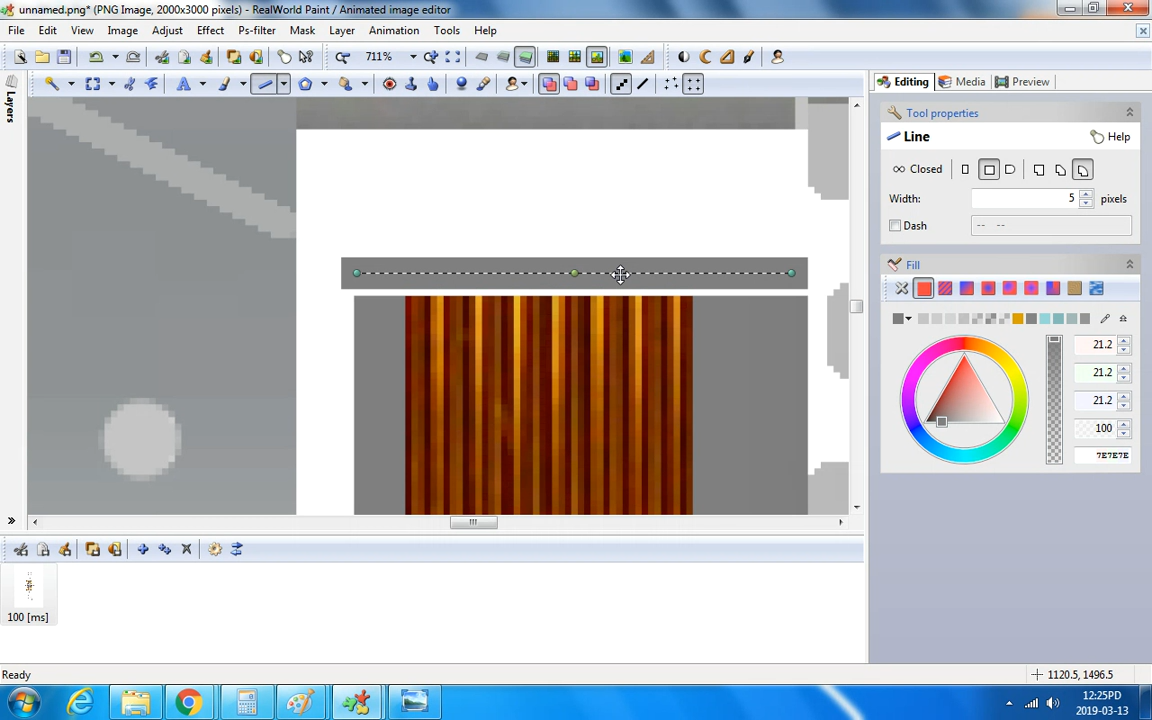 unnamed.png* (PNG Image, 2000x3000 pixels) - RealWorld Paint / Animated image editor
File Edit View Image Adjust Effect Ps-filter Mask Layer Animation Tools Help
711%
Layers
Editing Media Preview
Tool properties
Line Help
Closed
Width: 5 pixels
Dash -- --
Fill
21.2
21.2
21.2
100
7E7E7E
100 [ms]
Ready 1120.5, 1496.5
12:25PD
2019-03-13